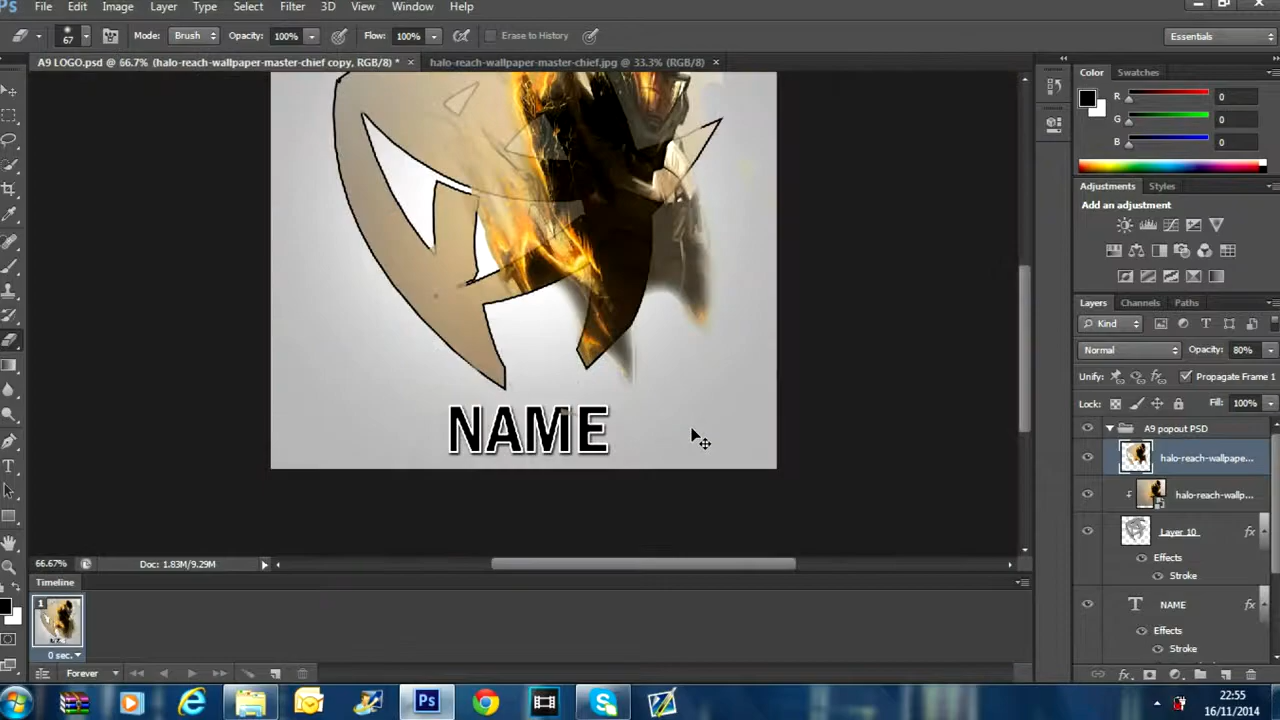 Ps File Edit Image Layer Type Select Filter 3D View Window Help
67 Mode: Brush Opacity: 100% Flow: 100% Erase to History Essentials
A9 LOGO.psd @ 66.7% (halo-reach-wallpaper-master-chief copy, RGB/8) * × halo-reach-wallpaper-master-chief.jpg @ 33.3% (RGB/8) ×
Color Swatches
R 0
G 0
B 0
Adjustments Styles
Add an adjustment
Layers Channels Paths
Kind
Normal Opacity: 80%
Unify: Propagate Frame 1
Lock: Fill: 100%
A9 popout PSD
halo-reach-wallpape...
halo-reach-wallp...
Layer 10 fx
Effects
Stroke
T NAME fx
Effects
Stroke
NAME
66.67% Doc: 1.83M/9.29M
Timeline
1
0 sec.
Forever
Ps
22:55
16/11/2014